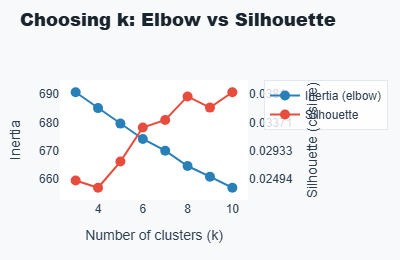 Choosing k: Elbow vs Silhouette
Inertia (elbow)
Silhouette
690
680
670
660
0.02933
0.02494
4
6
8
10
Inertia
Number of clusters (k)